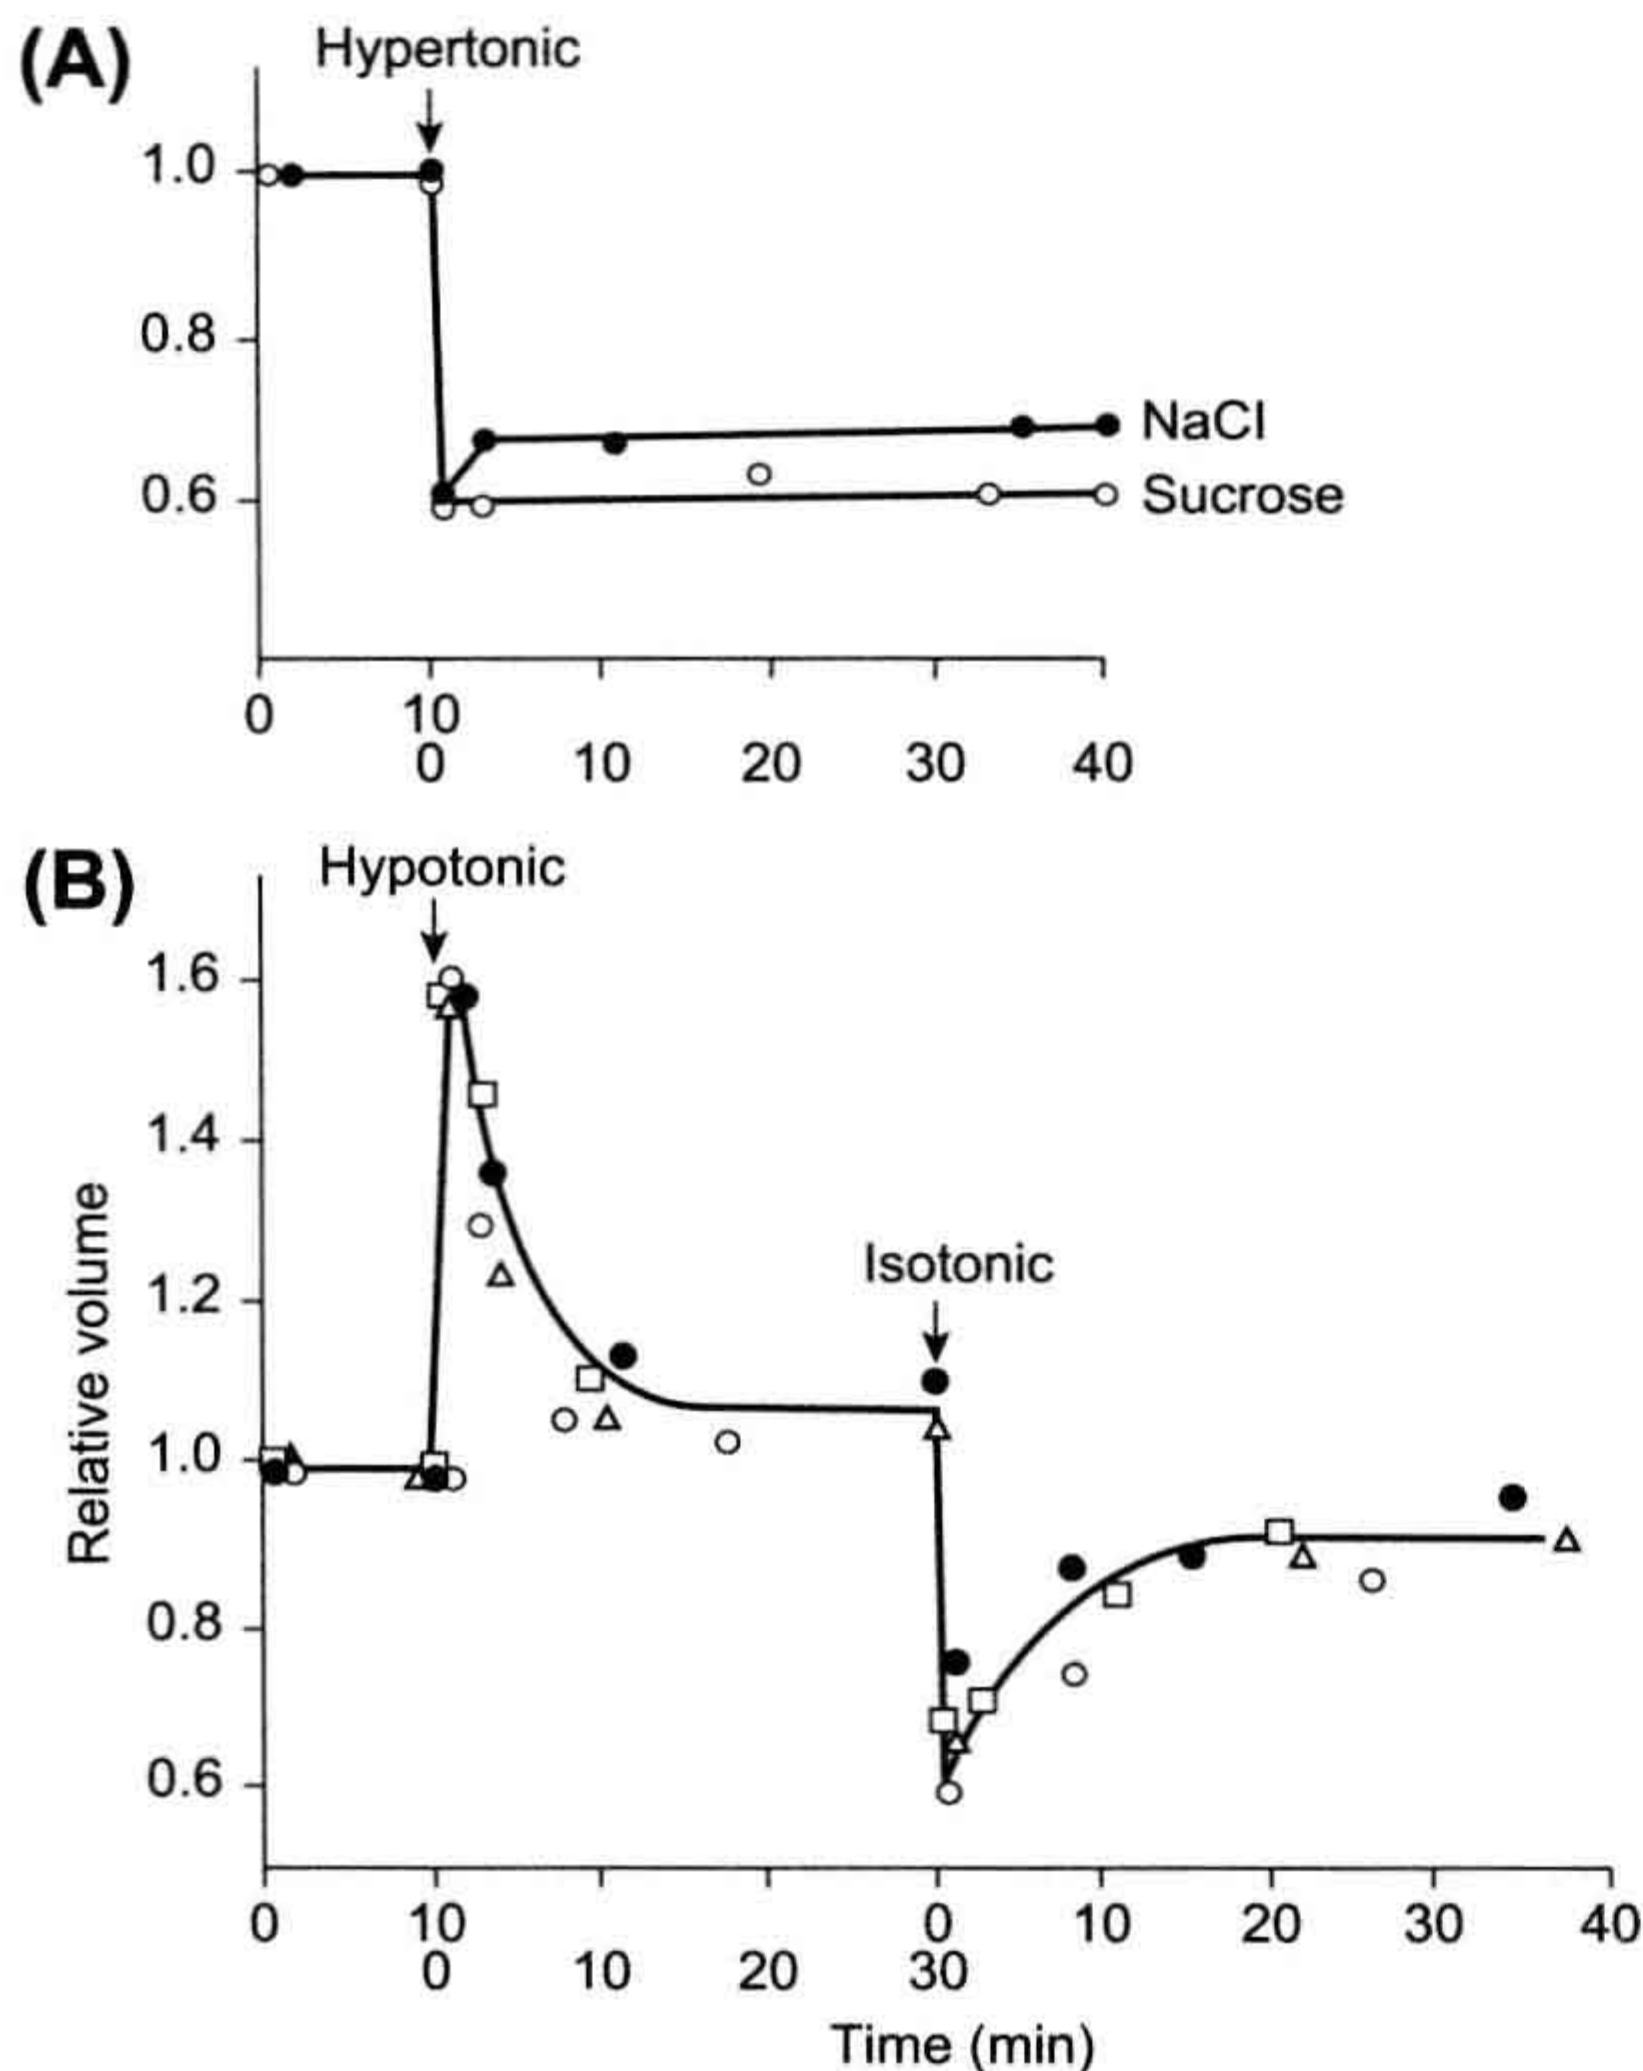 (A)
Hypertonic
1.0
0.8
0.6
NaCl
Sucrose
0 10
0 10 20 30 40
(B)
Hypotonic
1.6
1.4
1.2
1.0
0.8
0.6
Relative volume
Isotonic
0 10 0 10 20 30 40
0 10 20 30
Time (min)